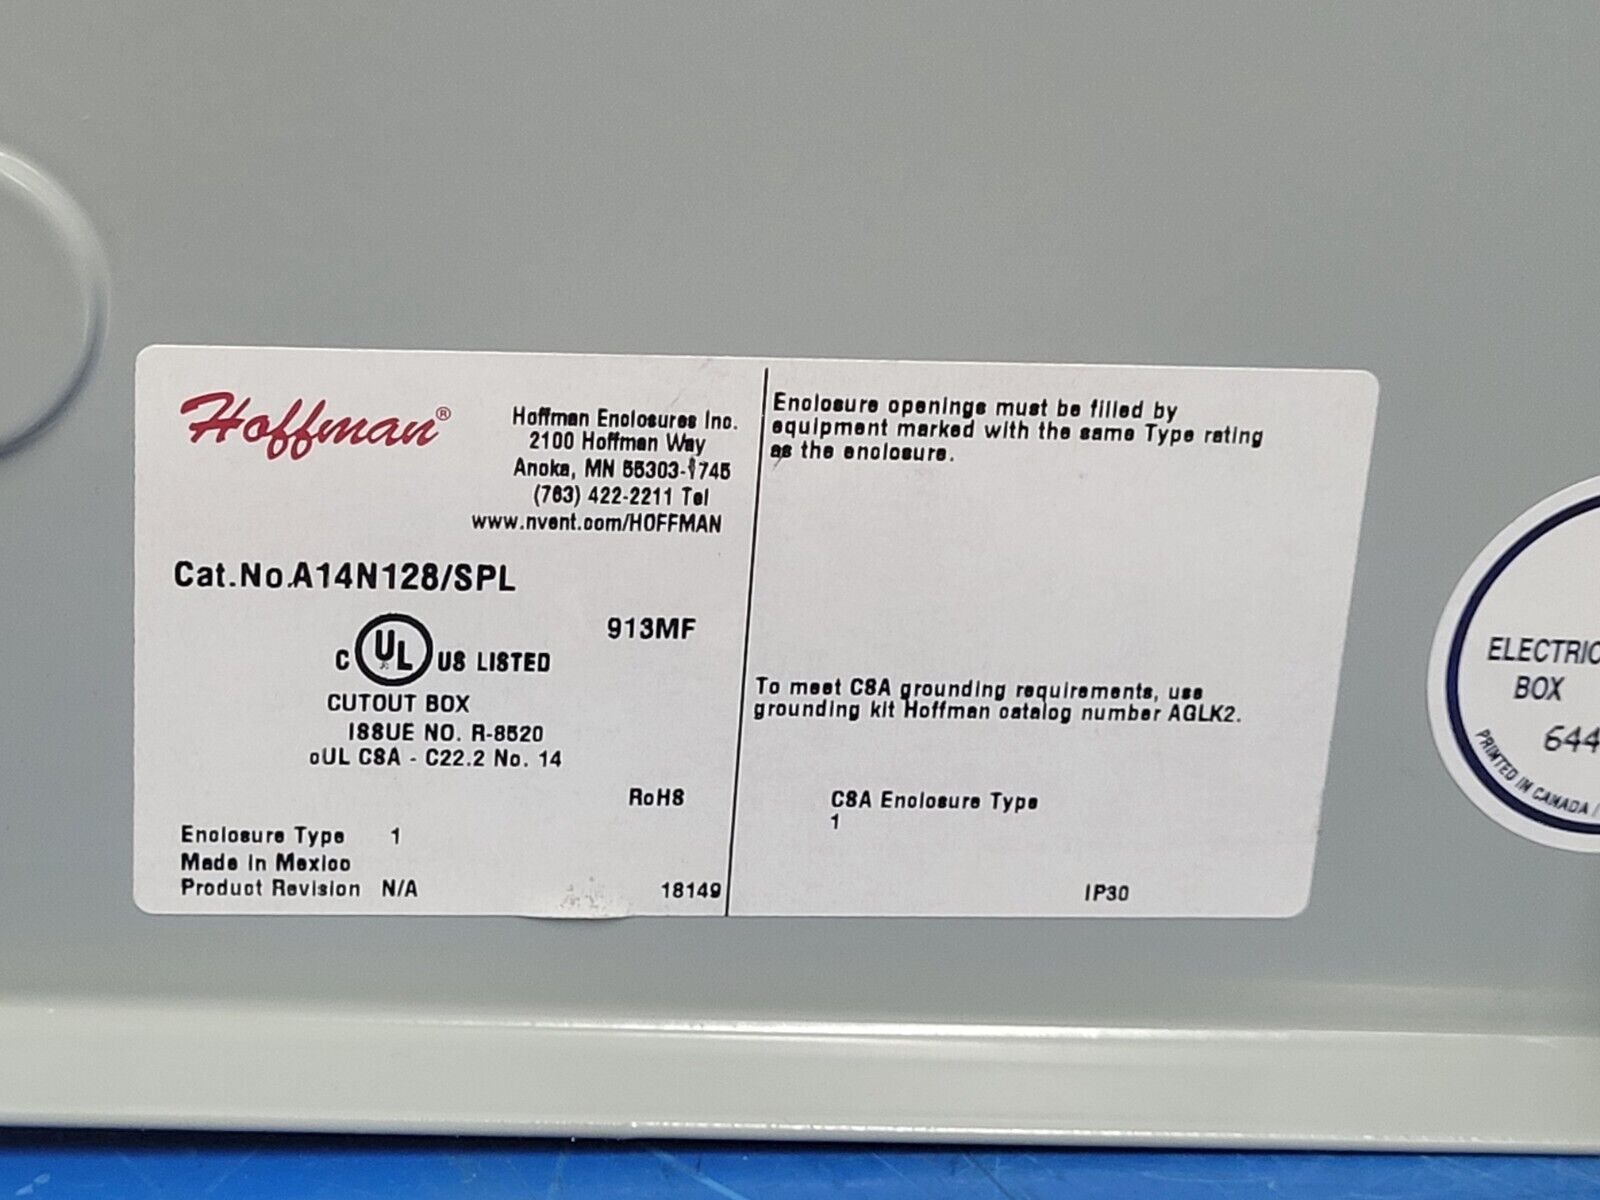 Hoffman®
Hoffman Enclosures Inc.
2100 Hoffman Way
Anoka, MN 55303-1745
(763) 422-2211 Tel
www.nvent.com/HOFFMAN
Cat.No.A14N128/SPL
913MF
C UL US LISTED
CUTOUT BOX
ISSUE NO. R-8520
cUL CSA - C22.2 No. 14
RoHS
Enclosure Type 1
Made in Mexico
Product Revision N/A
18149
Enclosure openings must be filled by
equipment marked with the same Type rating
as the enclosure.
To meet CSA grounding requirements, use
grounding kit Hoffman catalog number AGLK2.
CSA Enclosure Type
1
IP30
ELECTRIC
BOX
644
PRINTED IN CANADA /